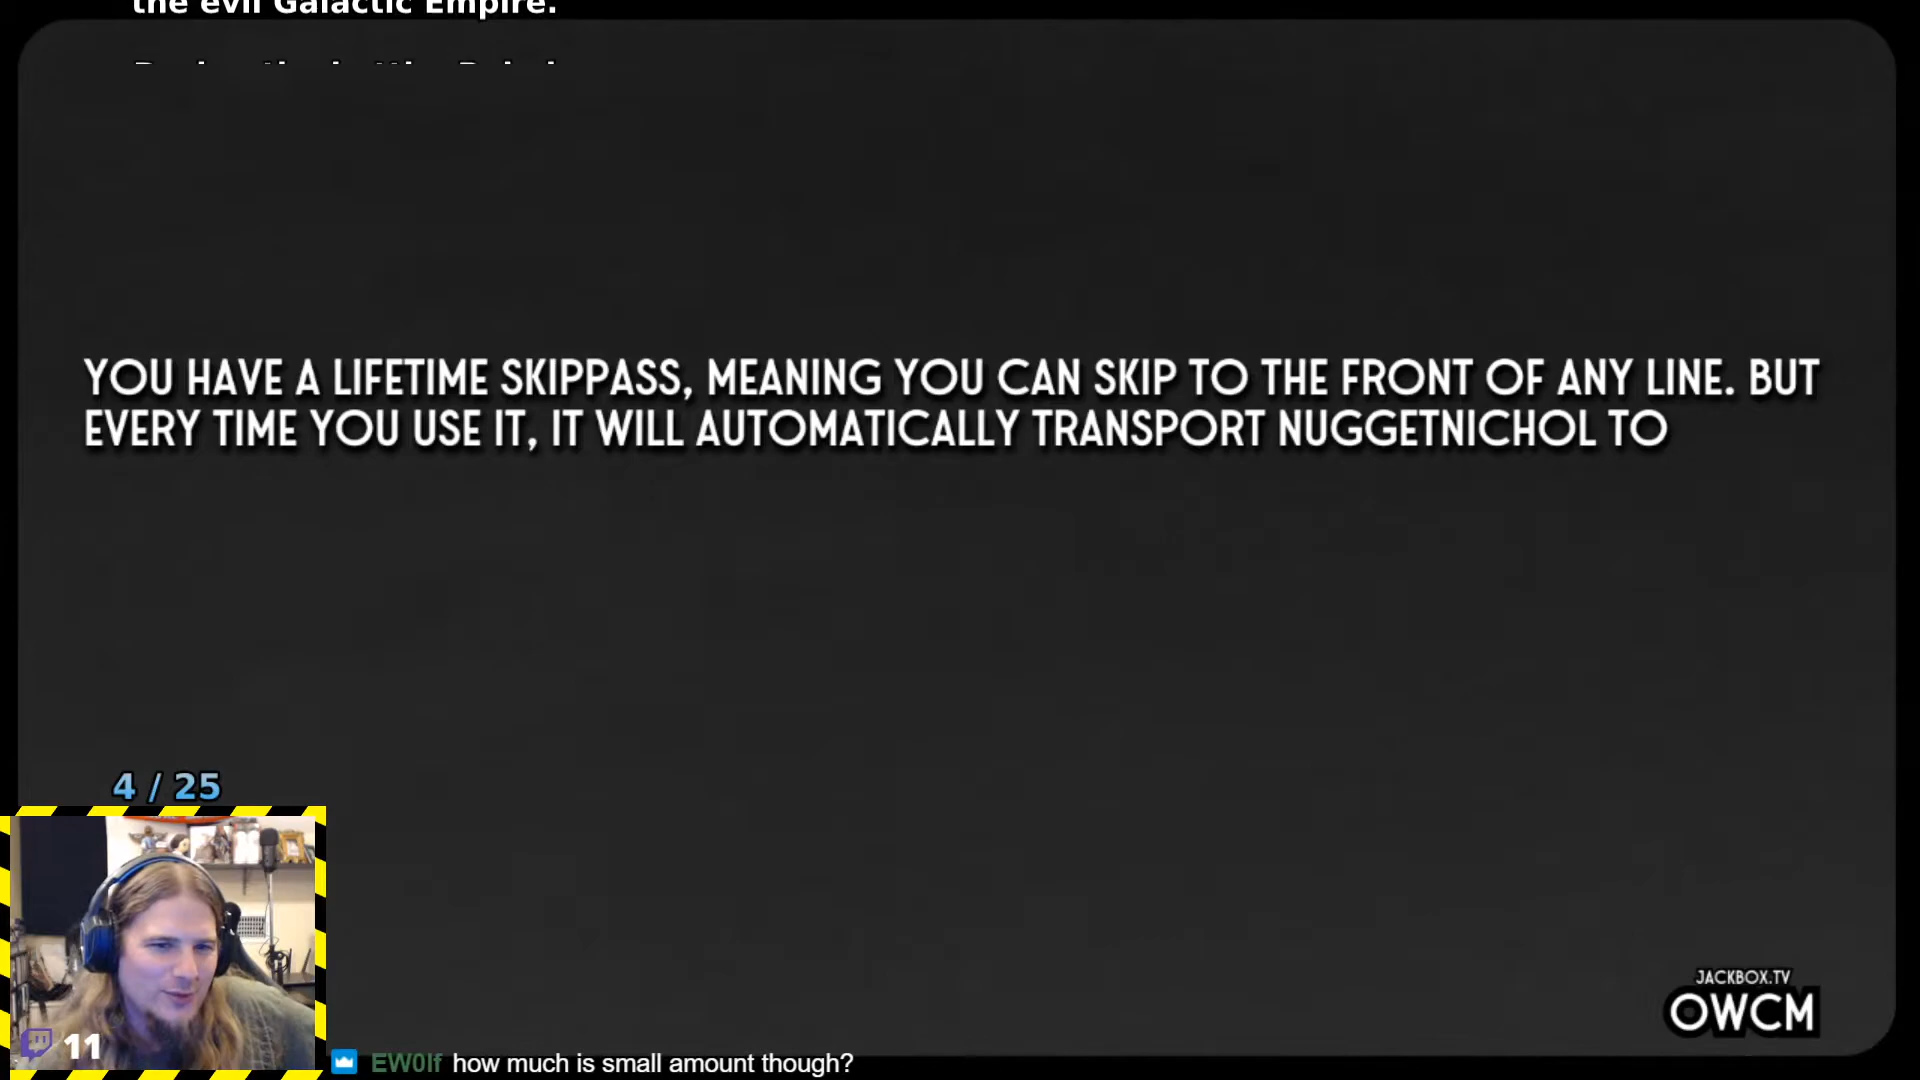 the evil Galactic Empire.
YOU HAVE A LIFETIME SKIPPASS, MEANING YOU CAN SKIP TO THE FRONT OF ANY LINE. BUT
EVERY TIME YOU USE IT, IT WILL AUTOMATICALLY TRANSPORT NUGGETNICHOL TO
4 / 25
11
EW0lf how much is small amount though?
JACKBOX.TV
OWCM